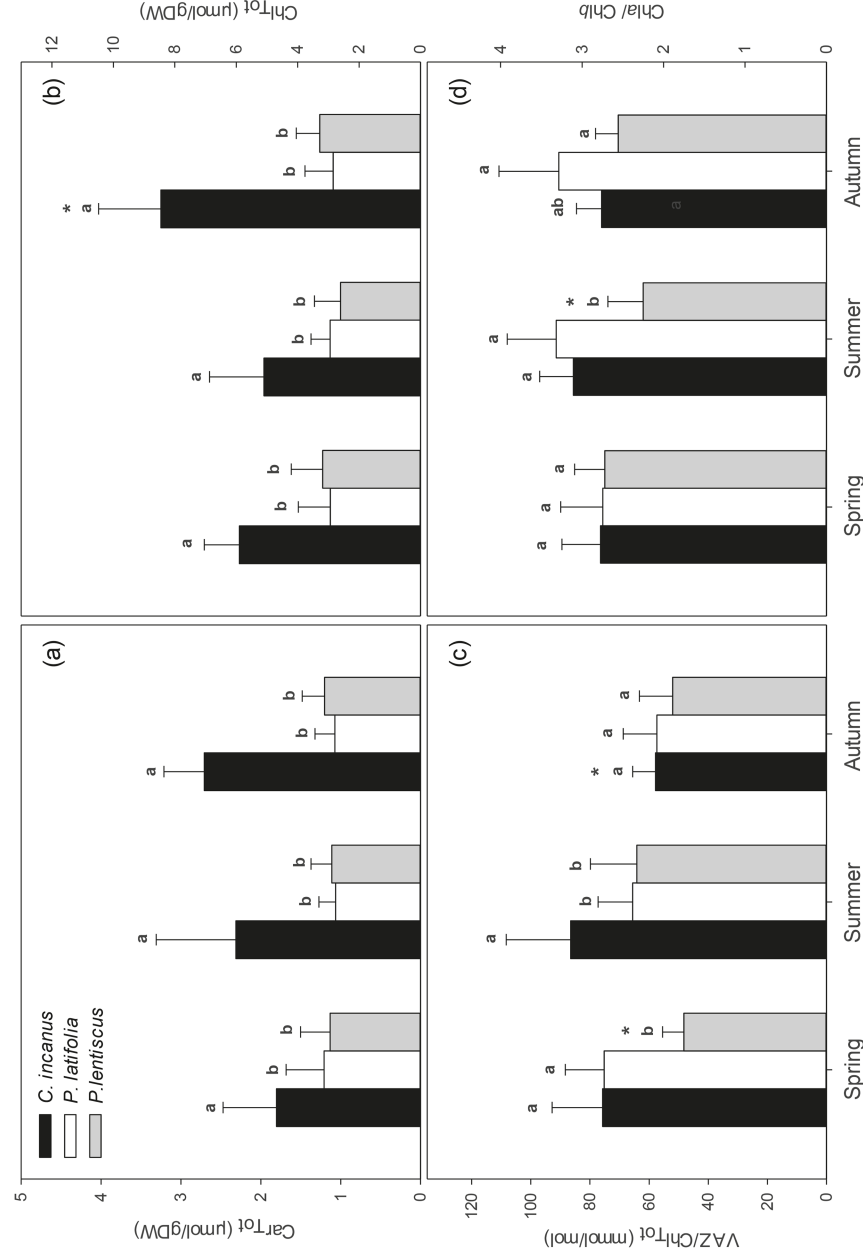 CarTot (µmol/gDW)
5
4
3
2
1
0
C. incanus
P. latifolia
P.lentiscus
(a)
a b b
a b b
a b b
(b)
a b b
a b b
*
a b b
12
10
8
6
4
2
0
ChlTot (µmol/gDW)
VAZ/ChlTot (mmol/mol)
120
100
80
60
40
20
0
(c)
a a
*
b
a b b
*
a a a
Spring Summer Autumn
(d)
a a a
a a
*
b
ab a a
a
Spring Summer Autumn
4
3
2
1
0
Chla/ Chlb